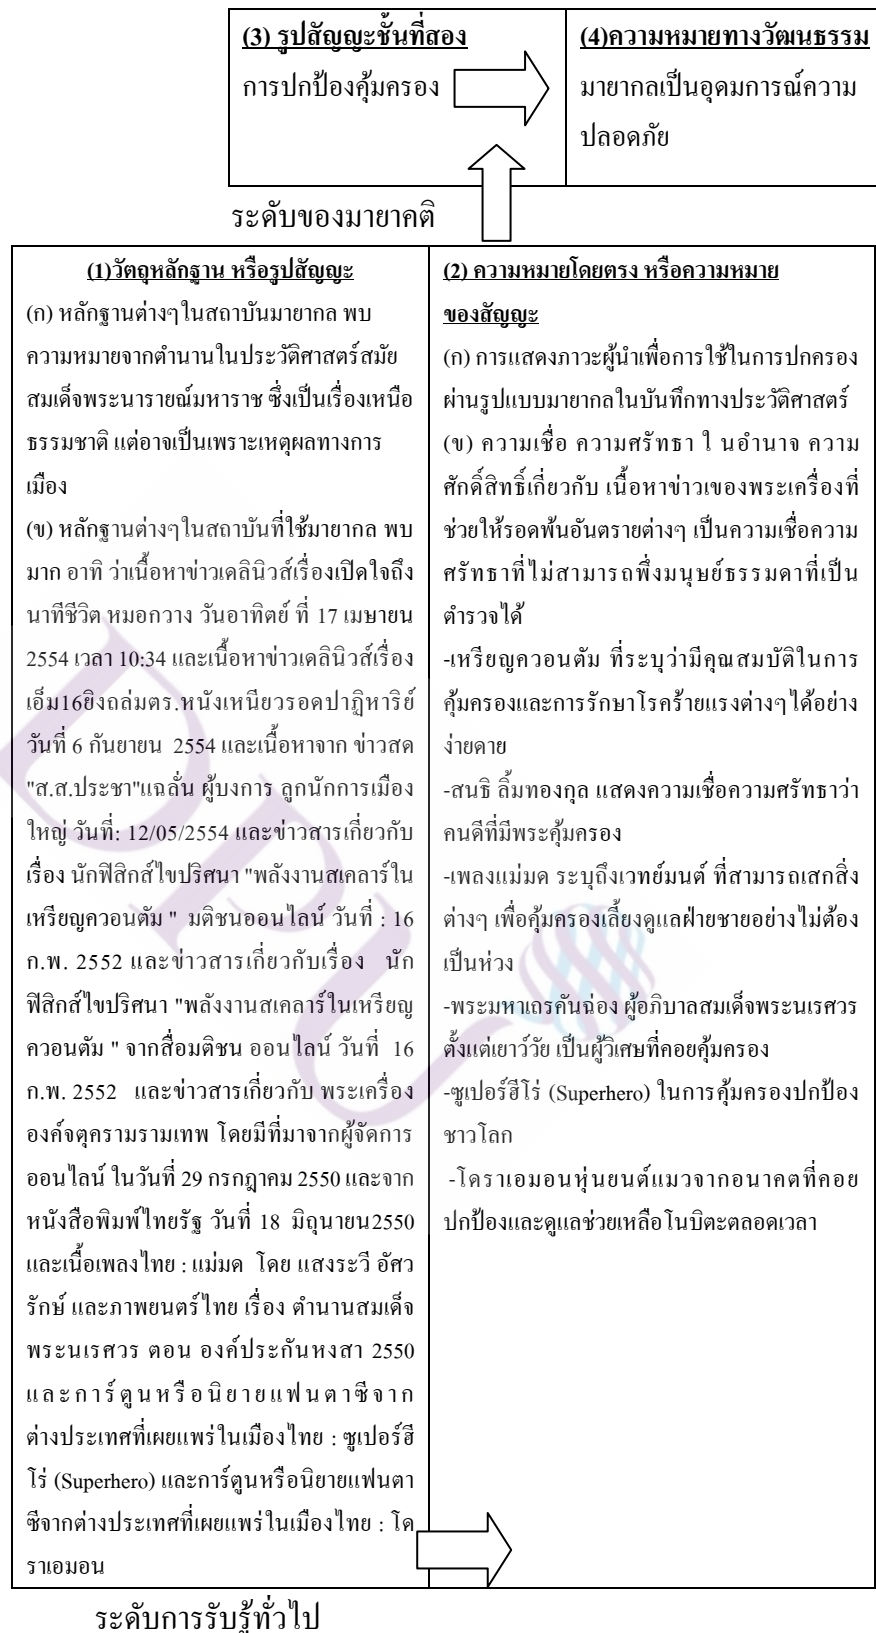 (3) รูปสัญญะชั้นที่สอง
การปกป้องคุ้มครอง
(4)ความหมายทางวัฒนธรรม
มายากลเป็นอุดมการณ์ความ
ปลอดภัย
ระดับของมายาคติ
(1)วัตถุหลักฐาน หรือรูปสัญญะ
(ก) หลักฐานต่างๆในสถาบันมายากล พบ
ความหมายจากตำนานในประวัติศาสตร์สมัย
สมเด็จพระนารายณ์มหาราช ซึ่งเป็นเรื่องเหนือ
ธรรมชาติ แต่อาจเป็นเพราะเหตุผลทางการ
เมือง
(ข) หลักฐานต่างๆในสถาบันที่ใช้มายากล พบ
มาก อาทิ ว่าเนื้อหาข่าวเดลินิวส์เรื่องเปิดใจถึง
นาทีชีวิต หมอกวาง วันอาทิตย์ ที่ 17 เมษายน
2554 เวลา 10:34 และเนื้อหาข่าวเดลินิวส์เรื่อง
เอ็ม16ยิงถล่มตร.หนังเหนียวรอดปาฏิหาริย์
วันที่ 6 กันยายน 2554 และเนื้อหาจาก ข่าวสด
"ส.ส.ประชา"แฉลั่น ผู้บงการ ลูกนักการเมือง
ใหญ่ วันที่: 12/05/2554 และข่าวสารเกี่ยวกับ
เรื่อง นักฟิสิกส์ไขปริศนา "พลังงานสเคลาร์ใน
เหรียญควอนตัม " มติชนออนไลน์ วันที่ : 16
ก.พ. 2552 และข่าวสารเกี่ยวกับเรื่อง นัก
ฟิสิกส์ไขปริศนา "พลังงานสเคลาร์ในเหรียญ
ควอนตัม " จากสื่อมติชน ออนไลน์ วันที่ 16
ก.พ. 2552 และข่าวสารเกี่ยวกับ พระเครื่อง
องค์จตุครามรามเทพ โดยมีที่มาจากผู้จัดการ
ออนไลน์ ในวันที่ 29 กรกฎาคม 2550 และจาก
หนังสือพิมพ์ไทยรัฐ วันที่ 18 มิถุนายน2550
และเนื้อเพลงไทย : แม่มด โดย แสงระวี อัศว
รักษ์ และภาพยนตร์ไทย เรื่อง ตำนานสมเด็จ
พระนเรศวร ตอน องค์ประกันหงสา 2550
และการ์ตูนหรือนิยายแฟนตาซีจาก
ต่างประเทศที่เผยแพร่ในเมืองไทย : ซูเปอร์ฮี
โร่ (Superhero) และการ์ตูนหรือนิยายแฟนตา
ซีจากต่างประเทศที่เผยแพร่ในเมืองไทย : โด
ราเอมอน
(2) ความหมายโดยตรง หรือความหมาย
ของสัญญะ
(ก) การแสดงภาวะผู้นำเพื่อการใช้ในการปกครอง
ผ่านรูปแบบมายากลในบันทึกทางประวัติศาสตร์
(ข) ความเชื่อ ความศรัทธา ใ นอำนาจ ความ
ศักดิ์สิทธิ์เกี่ยวกับ เนื้อหาข่าวเของพระเครื่องที่
ช่วยให้รอดพ้นอันตรายต่างๆ เป็นความเชื่อความ
ศรัทธาที่ไม่สามารถพึ่งมนุษย์ธรรมดาที่เป็น
ตำรวจได้
-เหรียญควอนตัม ที่ระบุว่ามีคุณสมบัติในการ
คุ้มครองและการรักษาโรคร้ายแรงต่างๆได้อย่าง
ง่ายดาย
-สนธิ ลิ้มทองกุล แสดงความเชื่อความศรัทธาว่า
คนดีที่มีพระคุ้มครอง
-เพลงแม่มด ระบุถึงเวทย์มนต์ ที่สามารถเสกสิ่ง
ต่างๆ เพื่อคุ้มครองเลี้ยงดูแลฝ่ายชายอย่างไม่ต้อง
เป็นห่วง
-พระมหาเถรคันฉ่อง ผู้อภิบาลสมเด็จพระนเรศวร
ตั้งแต่เยาว์วัย เป็นผู้วิเศษที่คอยคุ้มครอง
-ซูเปอร์ฮีโร่ (Superhero) ในการคุ้มครองปกป้อง
ชาวโลก
-โดราเอมอนหุ่นยนต์แมวจากอนาคตที่คอย
ปกป้องและดูแลช่วยเหลือโนบิตะตลอดเวลา
ระดับการรับรู้ทั่วไป
DPU